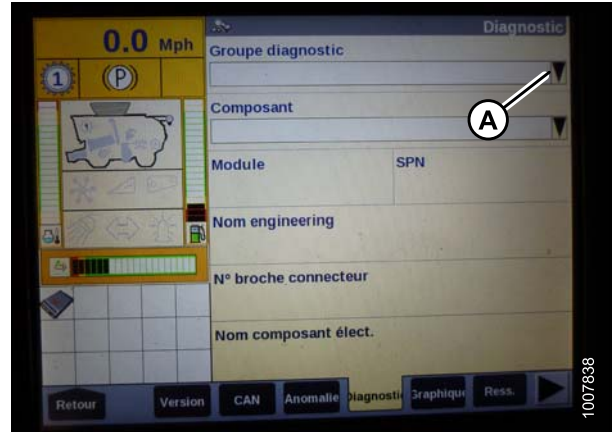 0.0 Mph
Diagnostic
Groupe diagnostic
1
(P)
A
Composant
Module SPN
Nom engineering
N° broche connecteur
Nom composant élect.
Retour Version CAN Anomalie Diagnosti Graphique Ress.
1007838